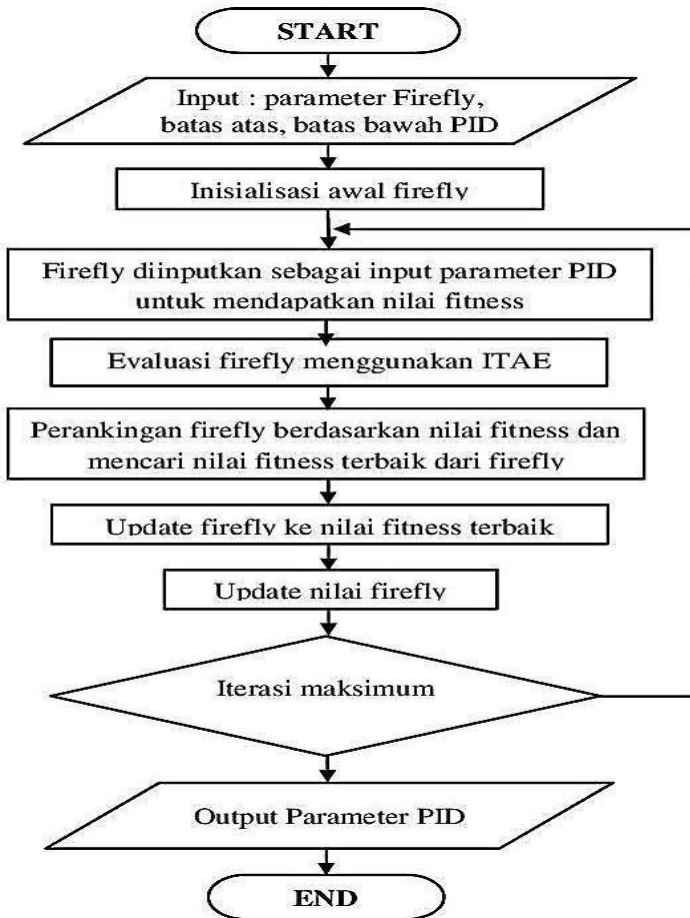 START
Input : parameter Firefly,
batas atas, batas bawah PID
Inisialisasi awal firefly
Firefly diinputkan sebagai input parameter PID
untuk mendapatkan nilai fitness
Evaluasi firefly menggunakan ITAE
Perankingan firefly berdasarkan nilai fitness dan
mencari nilai fitness terbaik dari firefly
Update firefly ke nilai fitness terbaik
Update nilai firefly
Iterasi maksimum
Output Parameter PID
END